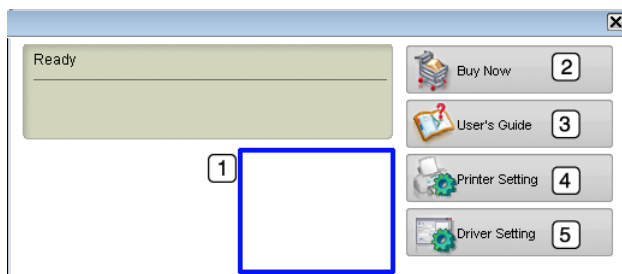 Ready
Buy Now 2
User's Guide 3
1
Printer Setting 4
Driver Setting 5